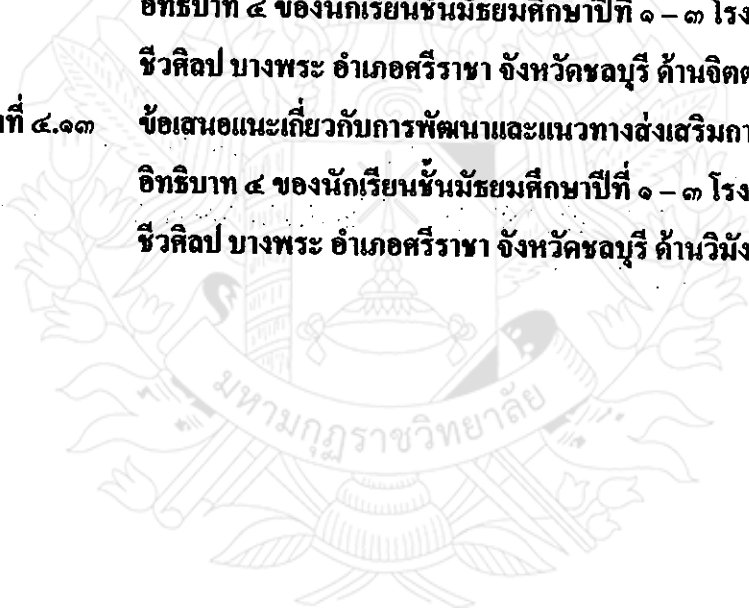 อิทธิบาท ๔ ของนักเรียนชั้นมัธยมศึกษาปีที่ ๑ – ๓ โรง
ชีวศิลป บางพระ อำเภอศรีราชา จังหวัดชลบุรี ด้านจิตต
ที่ ๔.๑๓ ข้อเสนอแนะเกี่ยวกับการพัฒนาและแนวทางส่งเสริมกา
อิทธิบาท ๔ ของนักเรียนชั้นมัธยมศึกษาปีที่ ๑ – ๓ โรง
ชีวศิลป บางพระ อำเภอศรีราชา จังหวัดชลบุรี ด้านวิมัง
มหามกุฏราชวิทยาลัย